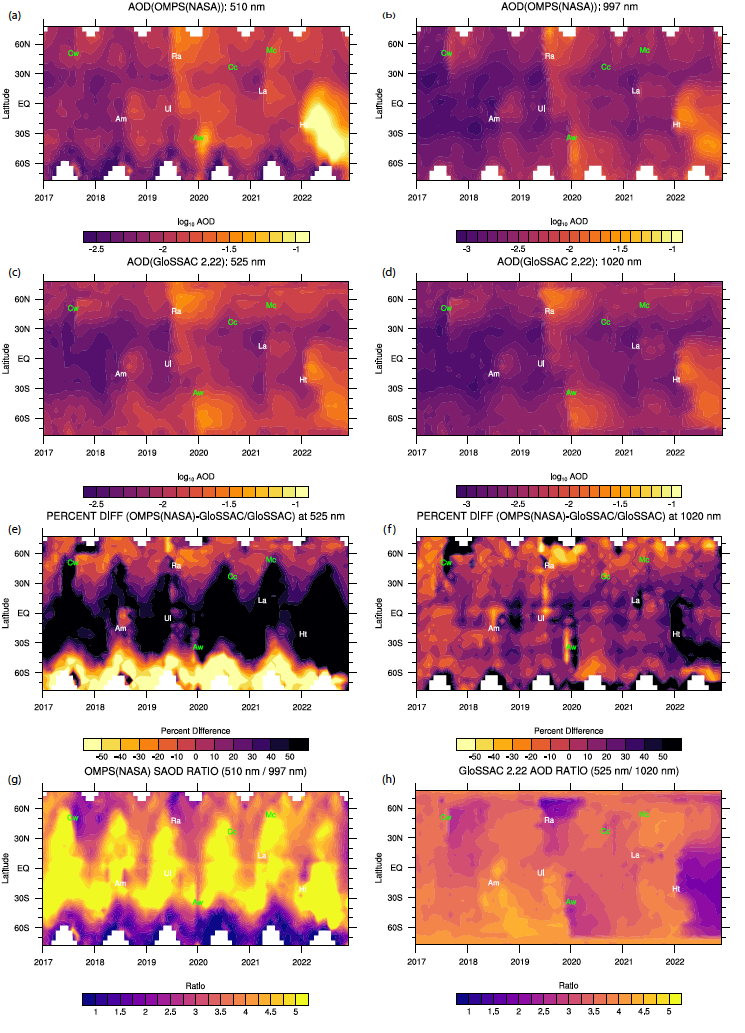 (a) AOD(OMPS(NASA)): 510 nm
(b) AOD(OMPS(NASA)): 997 nm
60N
30N
EQ
30S
60S
Latitude
Cw
Ra
Mc
Cc
La
Am
Ul
Aw
Ht
2017 2018 2019 2020 2021 2022
60N
30N
EQ
30S
60S
Latitude
Cw
Ra
Mc
Cc
La
Am
Ul
Aw
Ht
2017 2018 2019 2020 2021 2022
log₁₀ AOD
-2.5 -2 -1.5 -1
log₁₀ AOD
-3 -2.5 -2 -1.5 -1
(c) AOD(GloSSAC 2.22): 525 nm
(d) AOD(GloSSAC 2.22): 1020 nm
60N
30N
EQ
30S
60S
Latitude
Cw
Ra
Mc
Cc
La
Am
Ul
Aw
Ht
2017 2018 2019 2020 2021 2022
60N
30N
EQ
30S
60S
Latitude
Cw
Ra
Mc
Cc
La
Am
Ul
Aw
Ht
2017 2018 2019 2020 2021 2022
log₁₀ AOD
-2.5 -2 -1.5 -1
log₁₀ AOD
-3 -2.5 -2 -1.5 -1
(e) PERCENT DIFF (OMPS(NASA)-GloSSAC/GloSSAC) at 525 nm
(f) PERCENT DIFF (OMPS(NASA)-GloSSAC/GloSSAC) at 1020 nm
60N
30N
EQ
30S
60S
Latitude
Cw
Ra
Mc
Cc
La
Am
Ul
Aw
Ht
2017 2018 2019 2020 2021 2022
60N
30N
EQ
30S
60S
Latitude
Cw
Ra
Mc
Cc
La
Am
Ul
Aw
Ht
2017 2018 2019 2020 2021 2022
Percent Difference
-50 -40 -30 -20 -10 0 10 20 30 40 50
Percent Difference
-50 -40 -30 -20 -10 0 10 20 30 40 50
(g) OMPS(NASA) SAOD RATIO (510 nm / 997 nm)
(h) GloSSAC 2.22 AOD RATIO (525 nm/ 1020 nm)
60N
30N
EQ
30S
60S
Latitude
Cw
Ra
Mc
Cc
La
Am
Ul
Aw
Ht
2017 2018 2019 2020 2021 2022
60N
30N
EQ
30S
60S
Latitude
Cw
Ra
Mc
La
Am
Ul
Aw
Ht
2017 2018 2019 2020 2021 2022
Ratio
1 1.5 2 2.5 3 3.5 4 4.5 5
Ratio
1 1.5 2 2.5 3 3.5 4 4.5 5